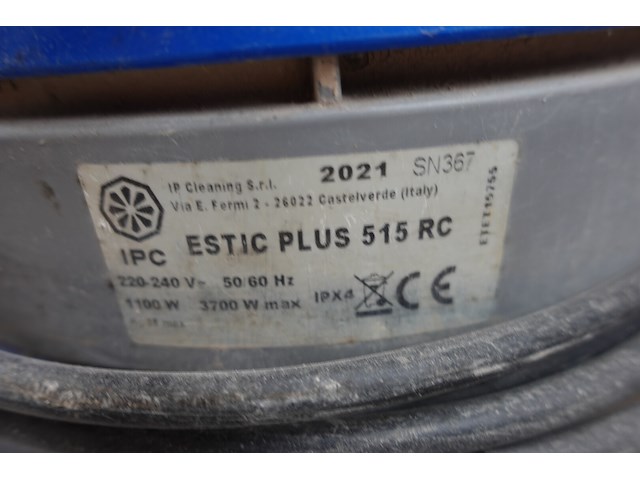 2021 SN367
IP Cleaning S.r.l.
Via E. Fermi 2 - 26022 Castelverde (Italy)
IPC ESTIC PLUS 515 RC
220-240 V~ 50/60 Hz
1100 W 3700 W max IPX4 CE